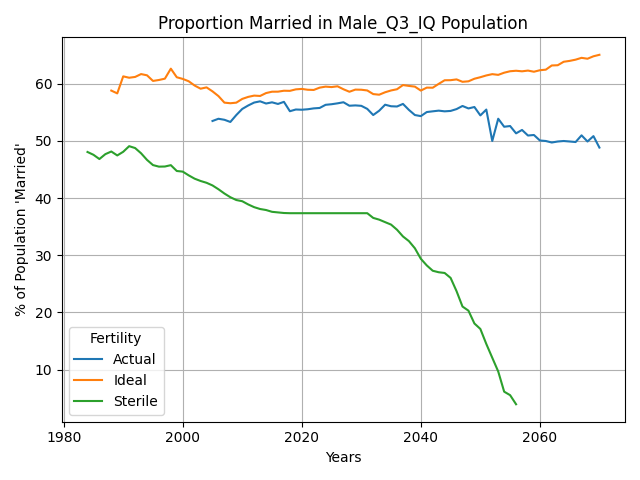 Proportion Married in Male_Q3_IQ Population
% of Population 'Married'
60
50
40
30
20
10
Fertility
Actual
Ideal
Sterile
1980 2000 2020 2040 2060
Years